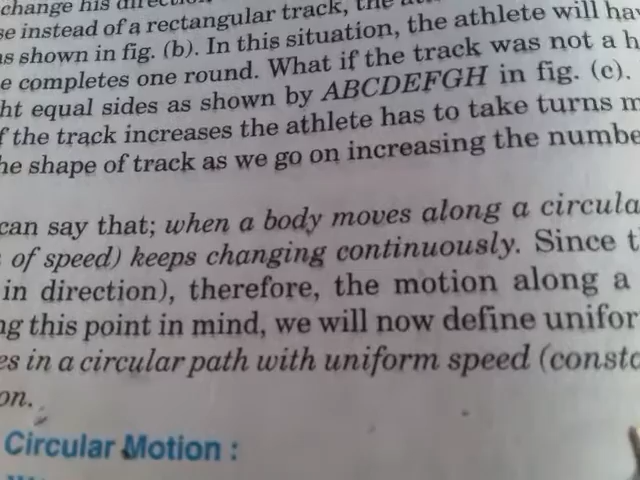 change his direction
se instead of a rectangular track, the
as shown in fig. (b). In this situation, the athlete will hav
e completes one round. What if the track was not a h
ht equal sides as shown by ABCDEFGH in fig. (c).
f the track increases the athlete has to take turns m
he shape of track as we go on increasing the numbe
can say that; when a body moves along a circula
of speed) keeps changing continuously. Since t
in direction), therefore, the motion along a
ng this point in mind, we will now define unifor
es in a circular path with uniform speed (consta
on.
Circular Motion :